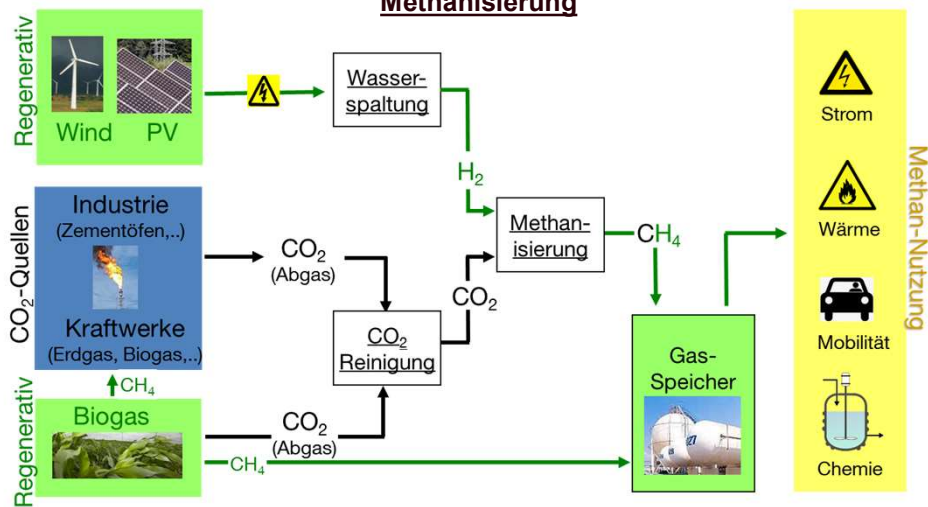 Methanisierung
Regenerativ
Wind
PV
Wasser-
spaltung
H₂
CO₂-Quellen
Industrie
(Zementöfen,..)
Kraftwerke
(Erdgas, Biogas,..)
CO₂
(Abgas)
CO₂
Reinigung
CO₂
Methan-
isierung
CH₄
CH₄
Regenerativ
Biogas
CO₂
(Abgas)
CH₄
Gas-
Speicher
Strom
Wärme
Mobilität
Chemie
Methan-Nutzung